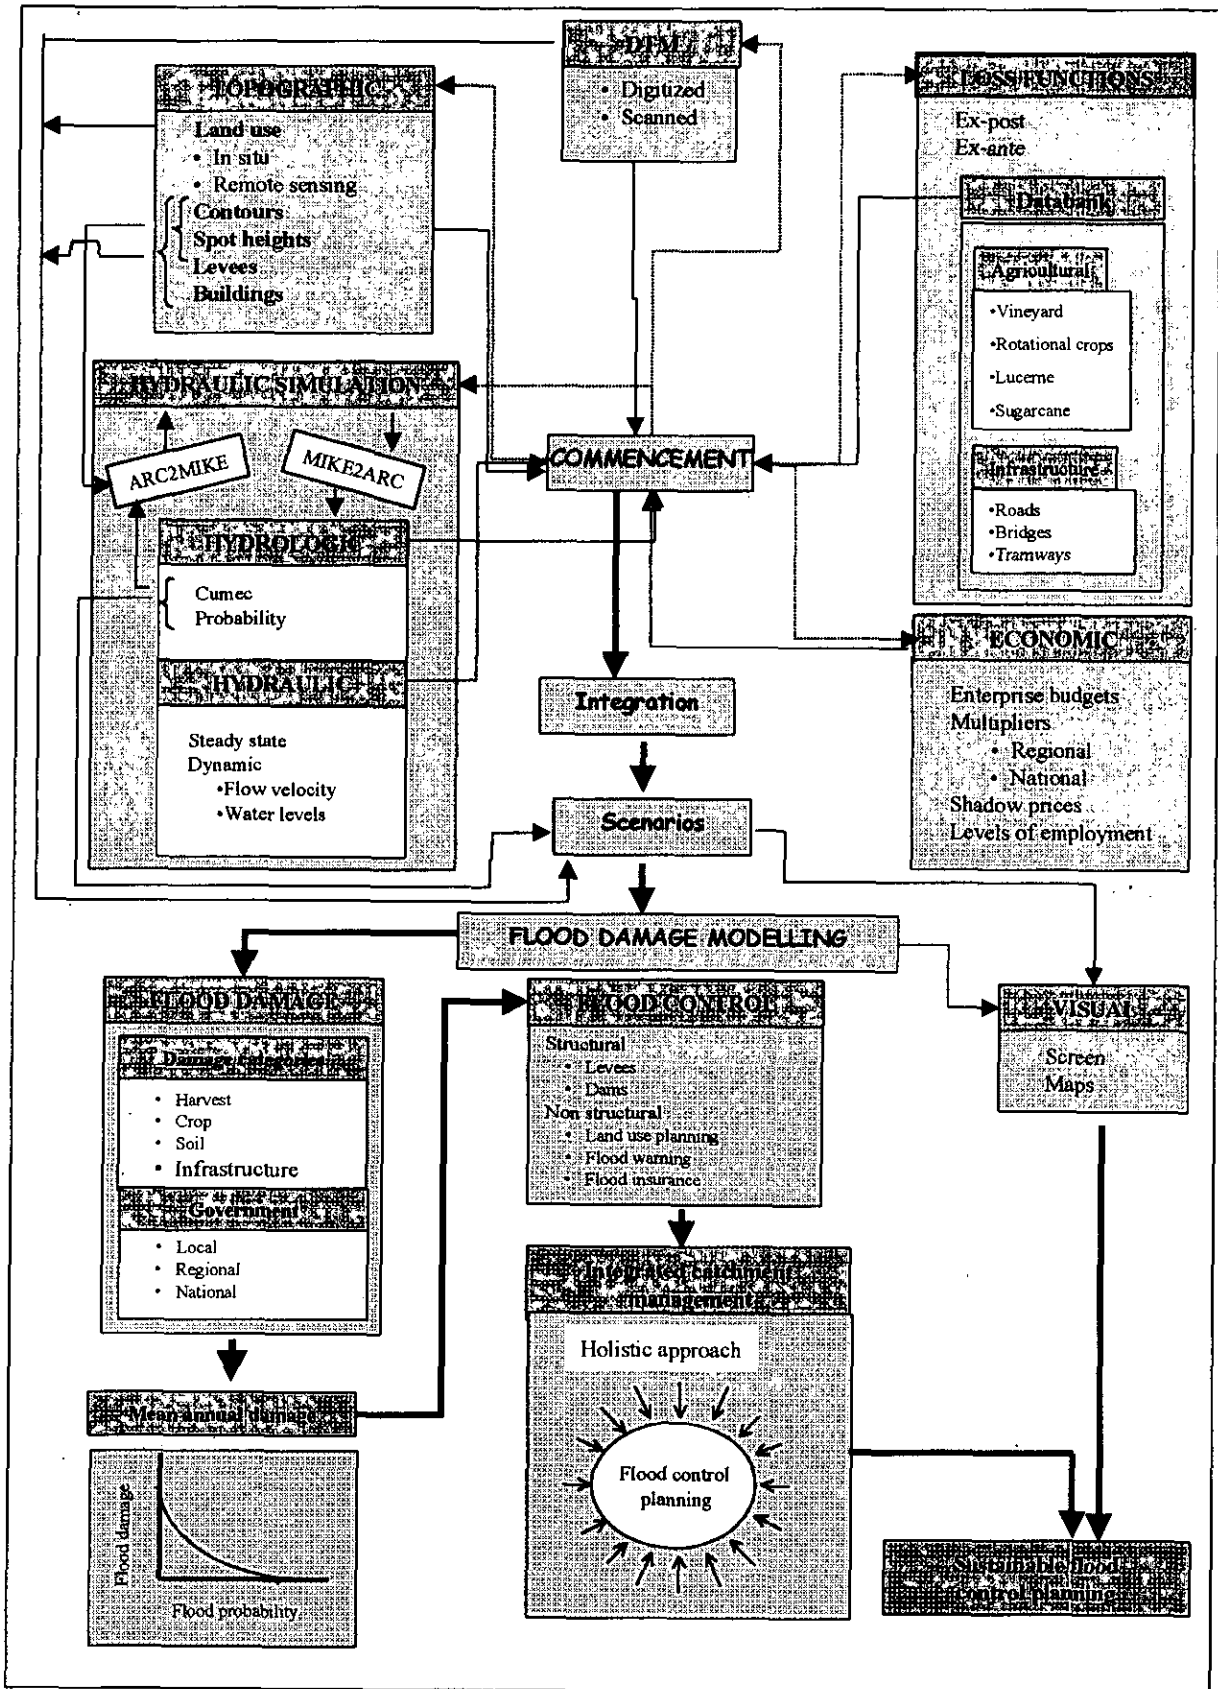 DTM
• Digitized
• Scanned
TOPOGRAPHIC
Land use
• In situ
• Remote sensing
Contours
Spot heights
Levees
Buildings
LOSS FUNCTIONS
Ex-post
Ex-ante
Databank
Agricultural
•Vineyard
•Rotational crops
•Lucerne
•Sugarcane
Infrastructure
•Roads
•Bridges
•Tramways
HYDRAULIC SIMULATION
ARC2MIKE
MIKE2ARC
HYDROLOGIC
Cumec
Probability
HYDRAULIC
Steady state
Dynamic
•Flow velocity
•Water levels
COMMENCEMENT
Integration
Scenarios
ECONOMIC
Enterprise budgets
Multipliers
• Regional
• National
Shadow prices
Levels of employment
FLOOD DAMAGE MODELLING
FLOOD DAMAGE
Damage categories
• Harvest
• Crop
• Soil
• Infrastructure
Government
• Local
• Regional
• National
FLOOD CONTROL
Structural
• Levees
• Dams
Non structural
• Land use planning
• Flood warning
• Flood insurance
VISUAL
Screen
Maps
Integrated catchment
management
Holistic approach
Flood control
planning
Mean annual damage
Flood damage
Flood probability
Sustainable flood
control planning